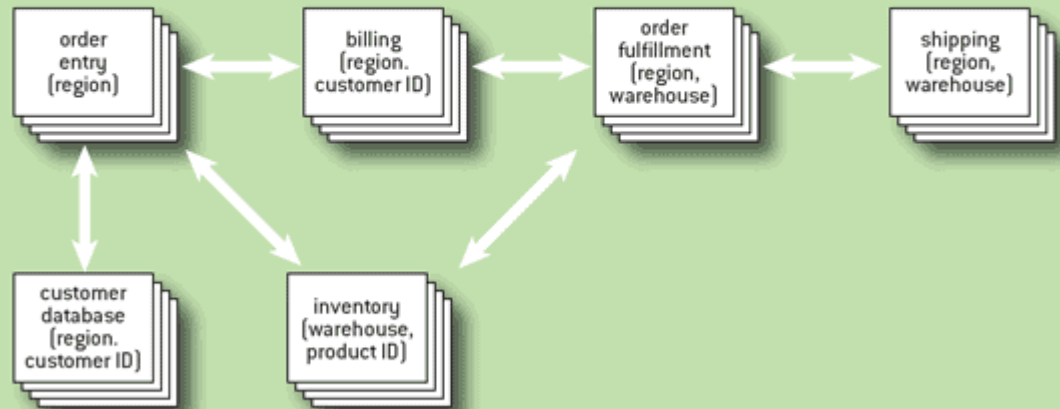 order
entry
(region)
billing
(region.
customer ID)
order
fulfillment
(region,
warehouse)
shipping
(region,
warehouse)
customer
database
(region.
customer ID)
inventory
(warehouse,
product ID)